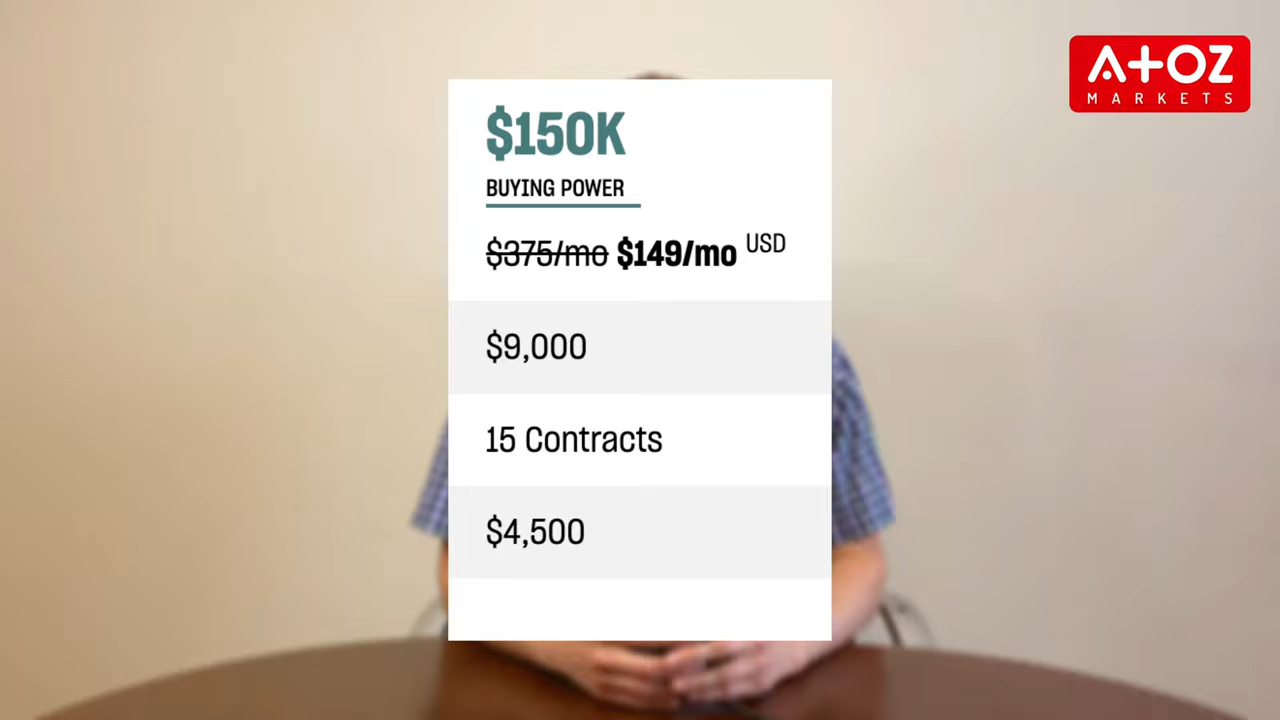 A+OZ
MARKETS
$150K
BUYING POWER
$375/mo $149/mo USD
$9,000
15 Contracts
$4,500